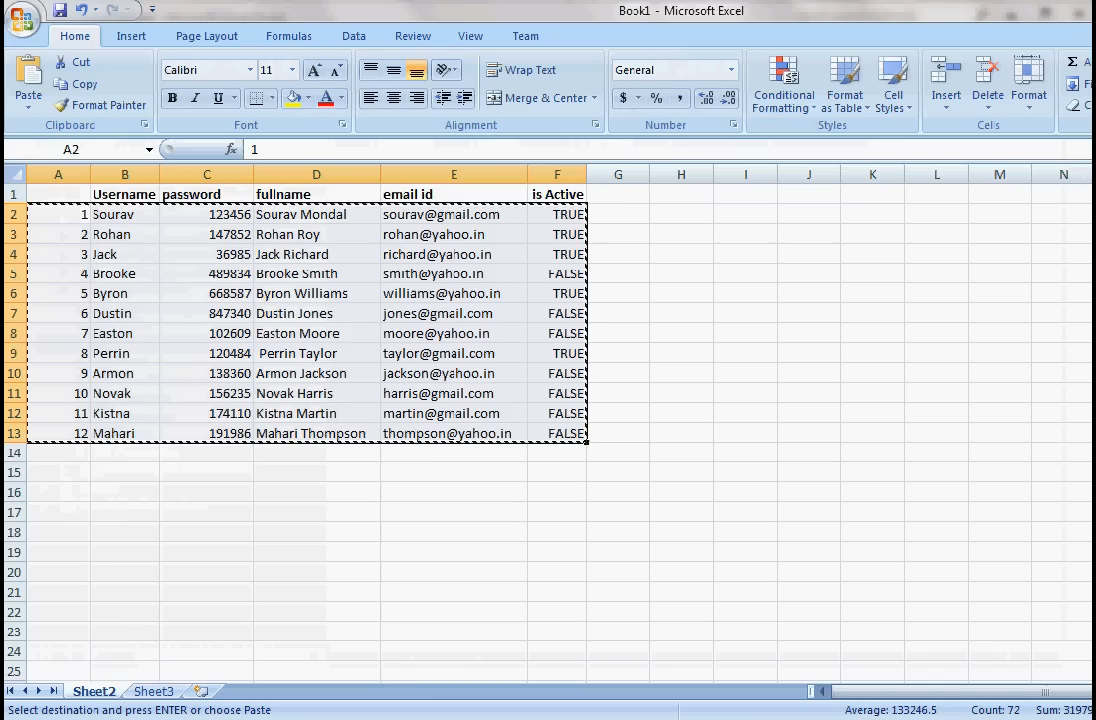 Book1 - Microsoft Excel
Home Insert Page Layout Formulas Data Review View Team
Paste
Cut
Copy
Format Painter
Clipboard
Calibri 11
B I U
Font
Wrap Text
Merge & Center
Alignment
General
$ % ,
Number
Conditional Formatting
Format as Table
Cell Styles
Styles
Insert Delete Format
Cells
Σ
A2 fx 1
A B C D E F G H I J K L M N
1 Username password fullname email id is Active
2 1 Sourav 123456 Sourav Mondal sourav@gmail.com TRUE
3 2 Rohan 147852 Rohan Roy rohan@yahoo.in TRUE
4 3 Jack 36985 Jack Richard richard@yahoo.in TRUE
5 4 Brooke 489834 Brooke Smith smith@yahoo.in FALSE
6 5 Byron 668587 Byron Williams williams@yahoo.in TRUE
7 6 Dustin 847340 Dustin Jones jones@gmail.com FALSE
8 7 Easton 102609 Easton Moore moore@yahoo.in FALSE
9 8 Perrin 120484 Perrin Taylor taylor@gmail.com TRUE
10 9 Armon 138360 Armon Jackson jackson@yahoo.in FALSE
11 10 Novak 156235 Novak Harris harris@gmail.com FALSE
12 11 Kistna 174110 Kistna Martin martin@gmail.com FALSE
13 12 Mahari 191986 Mahari Thompson thompson@yahoo.in FALSE
14
15
16
17
18
19
20
21
22
23
24
25
Sheet2 Sheet3
Select destination and press ENTER or choose Paste Average: 133246.5 Count: 72 Sum: 31979